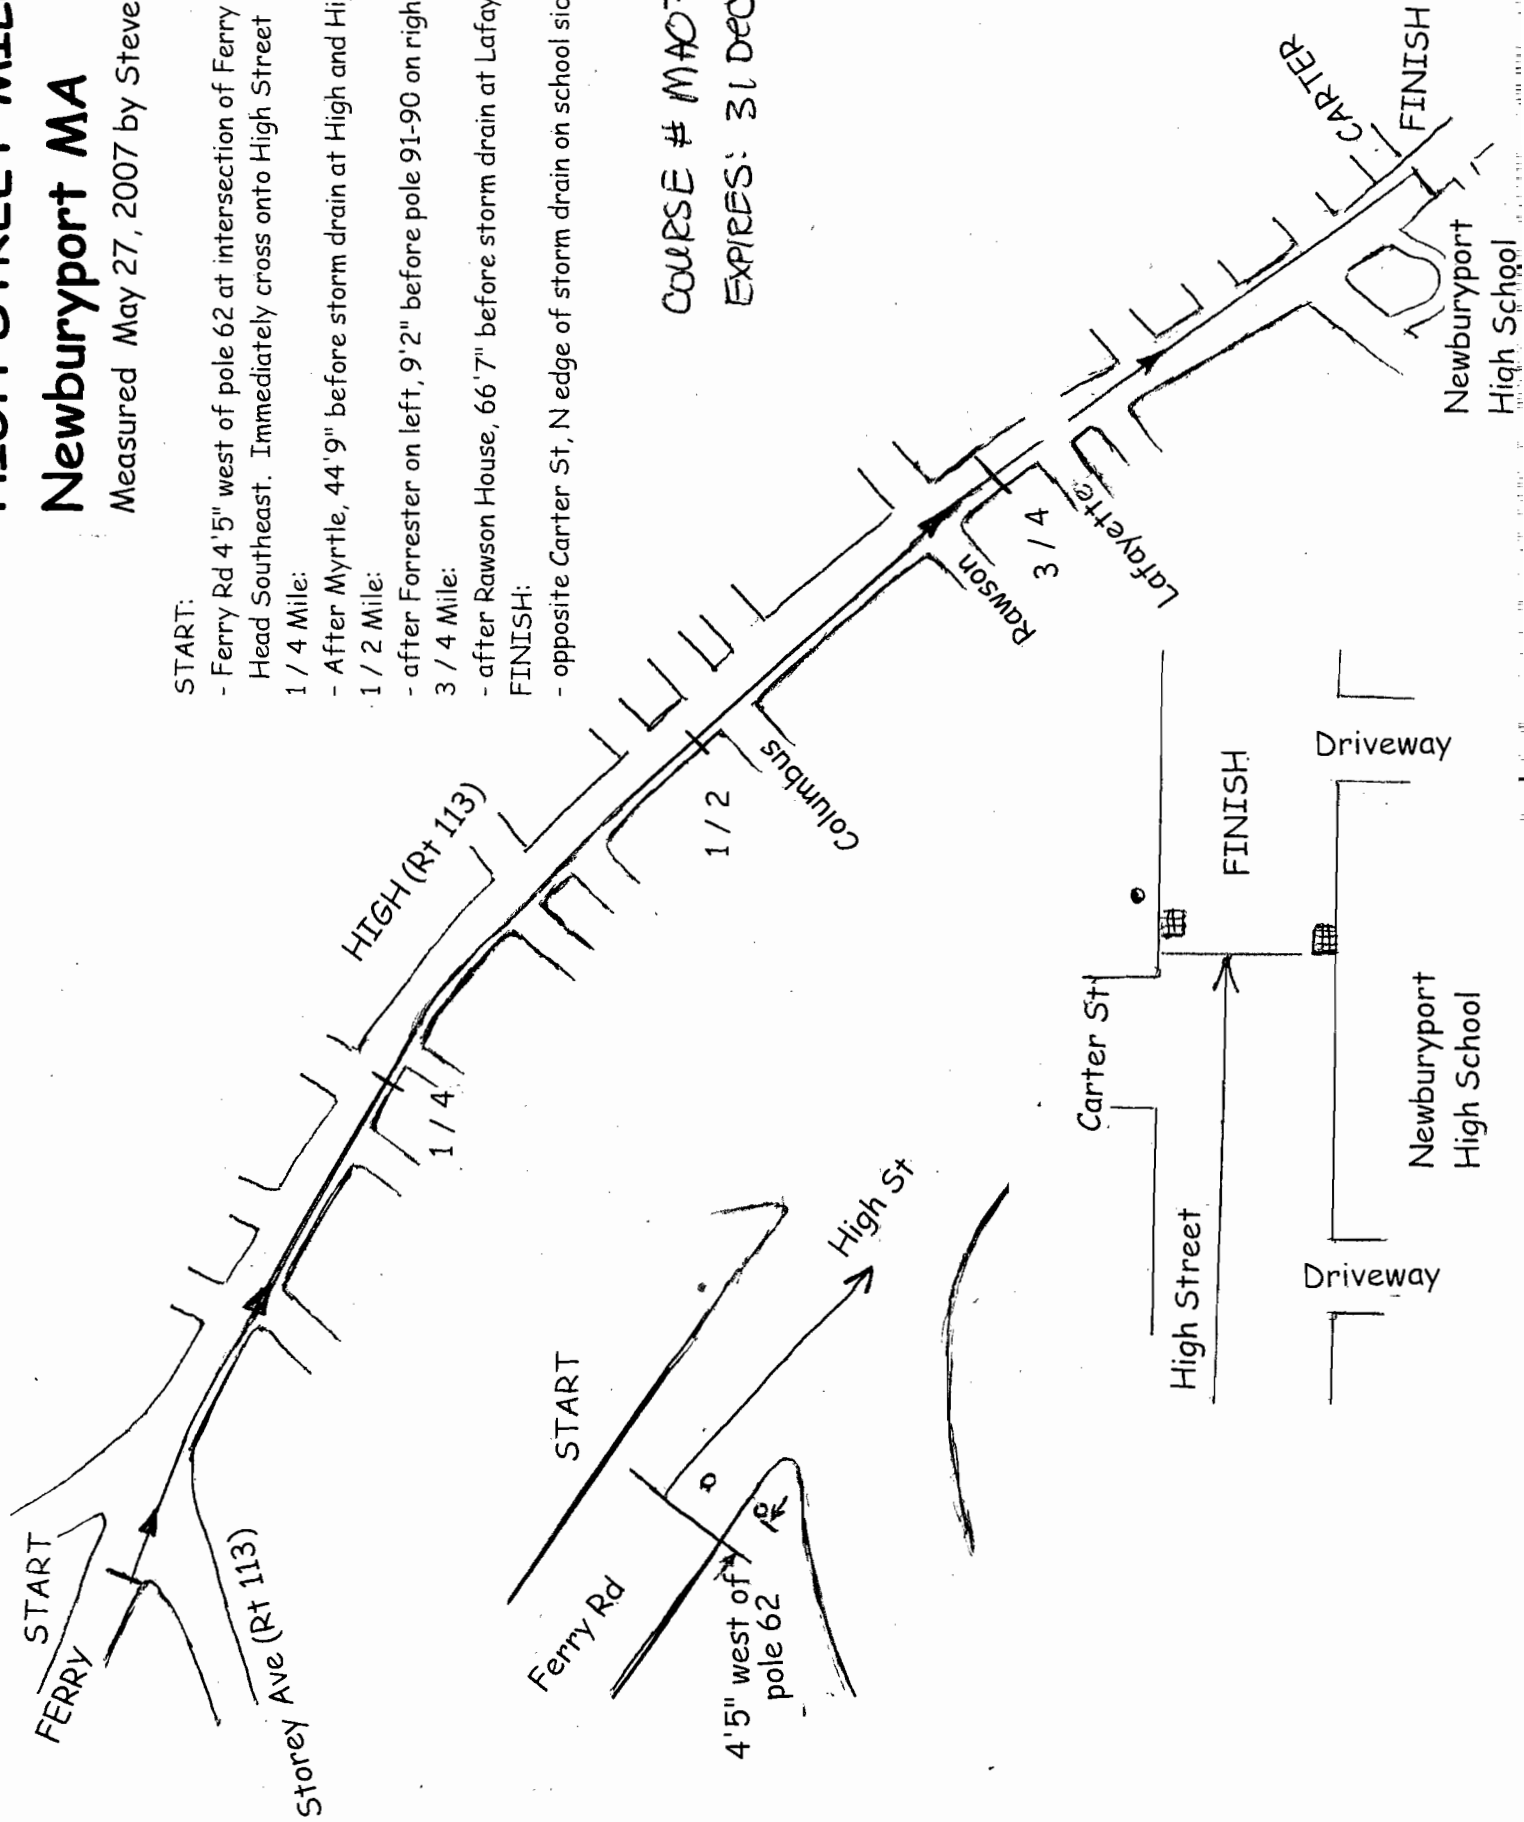 Newburyport MA
Measured May 27, 2007 by Steve
START:
- Ferry Rd 4'5" west of pole 62 at intersection of Ferry
Head Southeast. Immediately cross onto High Street
1 / 4 Mile:
- After Myrtle, 44'9" before storm drain at High and Hi
1 / 2 Mile:
- after Forrester on left, 9'2" before pole 91-90 on righ
3 / 4 Mile:
- after Rawson House, 66'7" before storm drain at Lafay
FINISH:
- opposite Carter St, N edge of storm drain on school sid
COURSE # MA07
EXPIRES: 31 Dec
START
FERRY
Storey Ave (Rt 113)
HIGH (Rt 113)
1 / 4
1 / 2
Columbus
Rawson
3 / 4
Lafayette
CARTER
FINISH
Newburyport
High School
START
Ferry Rd
4'5" west of
pole 62
High St
Carter St
High Street
FINISH
Driveway
Driveway
Newburyport
High School